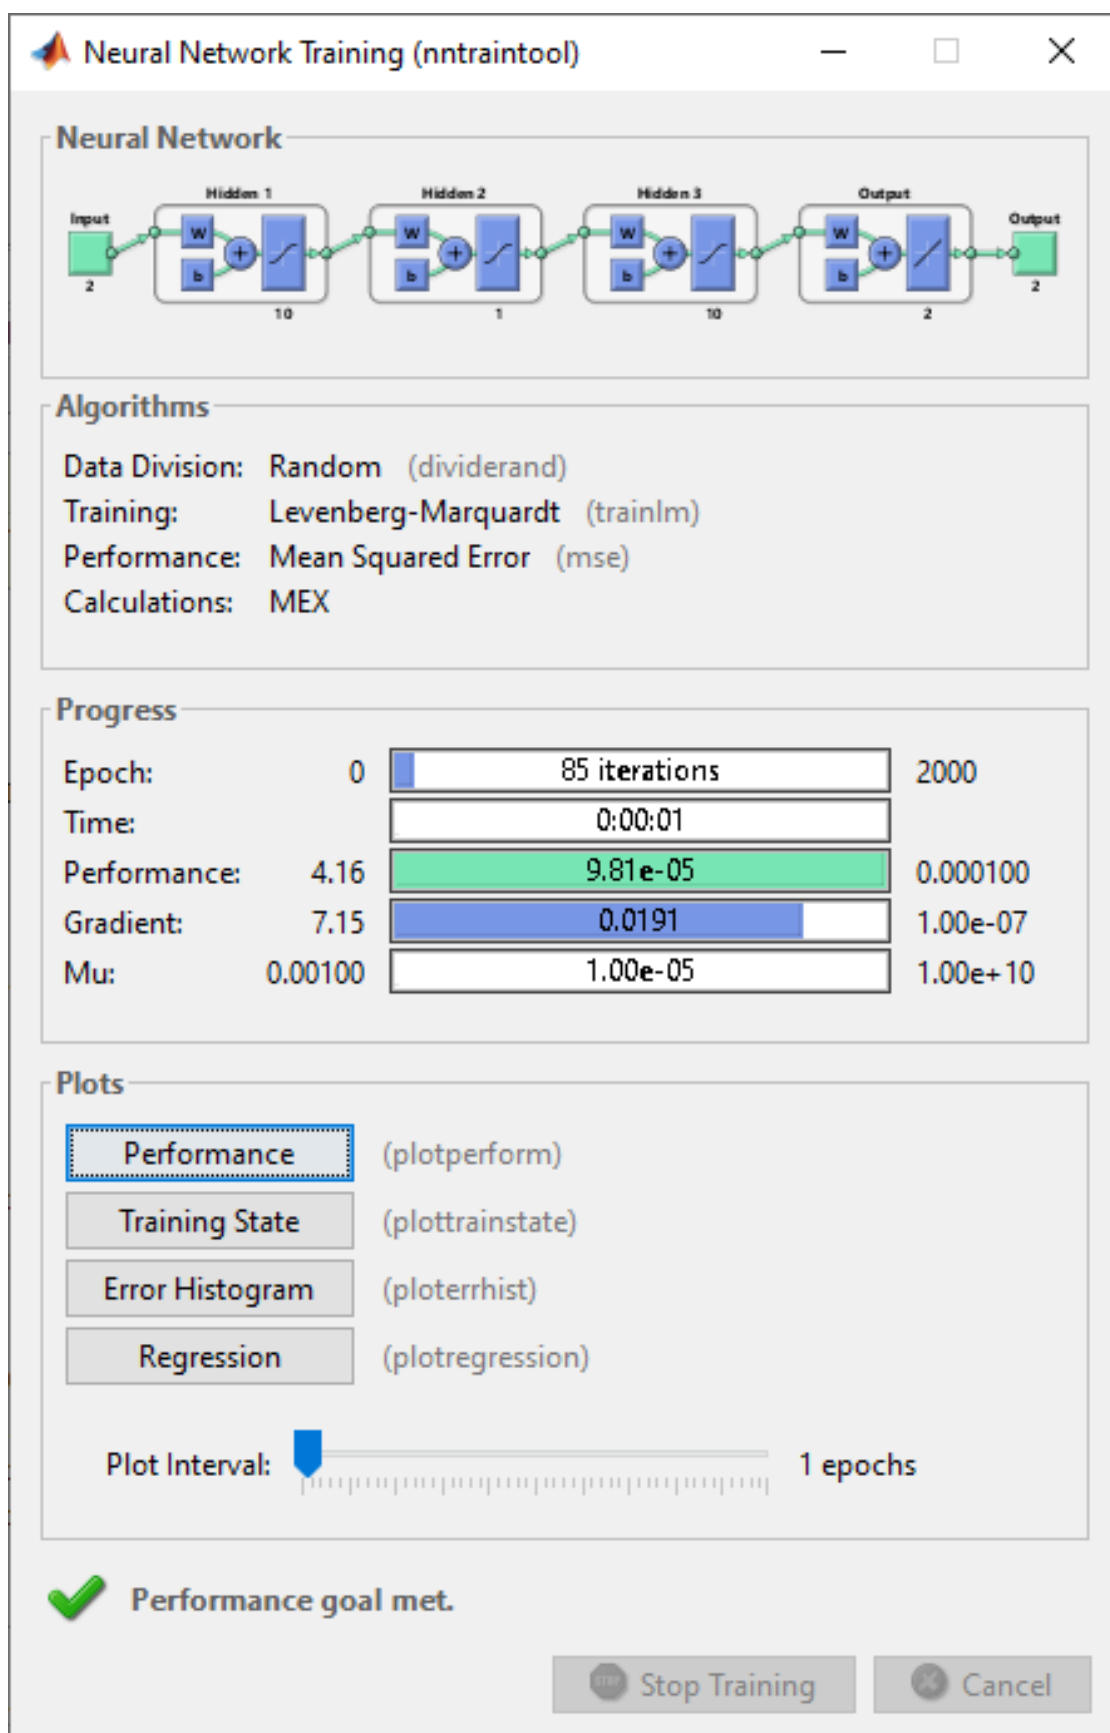 Neural Network Training (nntraintool)
Neural Network
Hidden 1 Hidden 2 Hidden 3 Output
Input Output
W W W W
b b b b
2 2
10 1 10 2
Algorithms
Data Division: Random (dividerand)
Training: Levenberg-Marquardt (trainlm)
Performance: Mean Squared Error (mse)
Calculations: MEX
Progress
Epoch: 0 85 iterations 2000
Time: 0:00:01
Performance: 4.16 9.81e-05 0.000100
Gradient: 7.15 0.0191 1.00e-07
Mu: 0.00100 1.00e-05 1.00e+10
Plots
Performance (plotperform)
Training State (plottrainstate)
Error Histogram (ploterrhist)
Regression (plotregression)
Plot Interval: 1 epochs
Performance goal met.
STOP Stop Training Cancel